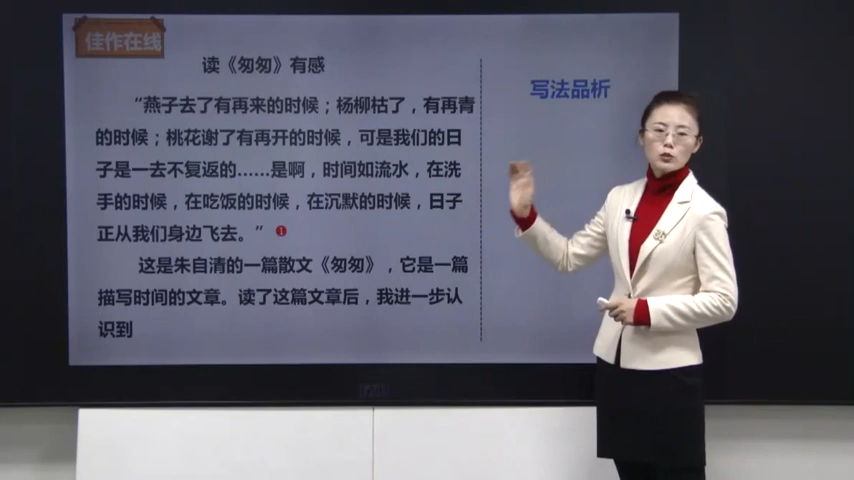 佳作在线
读《匆匆》有感
“燕子去了有再来的时候；杨柳枯了，有再青
的时候；桃花谢了有再开的时候，可是我们的日
子是一去不复返的……是啊，时间如流水，在洗
手的时候，在吃饭的时候，在沉默的时候，日子
正从我们身边飞去。”❶
这是朱自清的一篇散文《匆匆》，它是一篇
描写时间的文章。读了这篇文章后，我进一步认
识到
写法品析